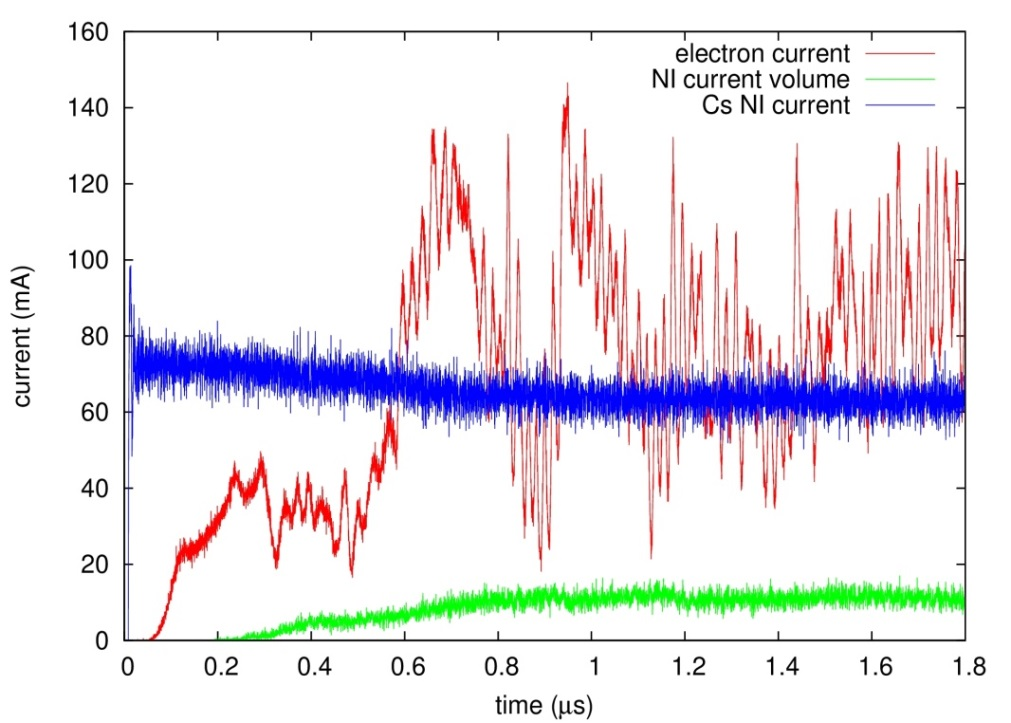 160
140
120
100
80
60
40
20
0
current (mA)
electron current
NI current volume
Cs NI current
0 0.2 0.4 0.6 0.8 1 1.2 1.4 1.6 1.8
time (μs)